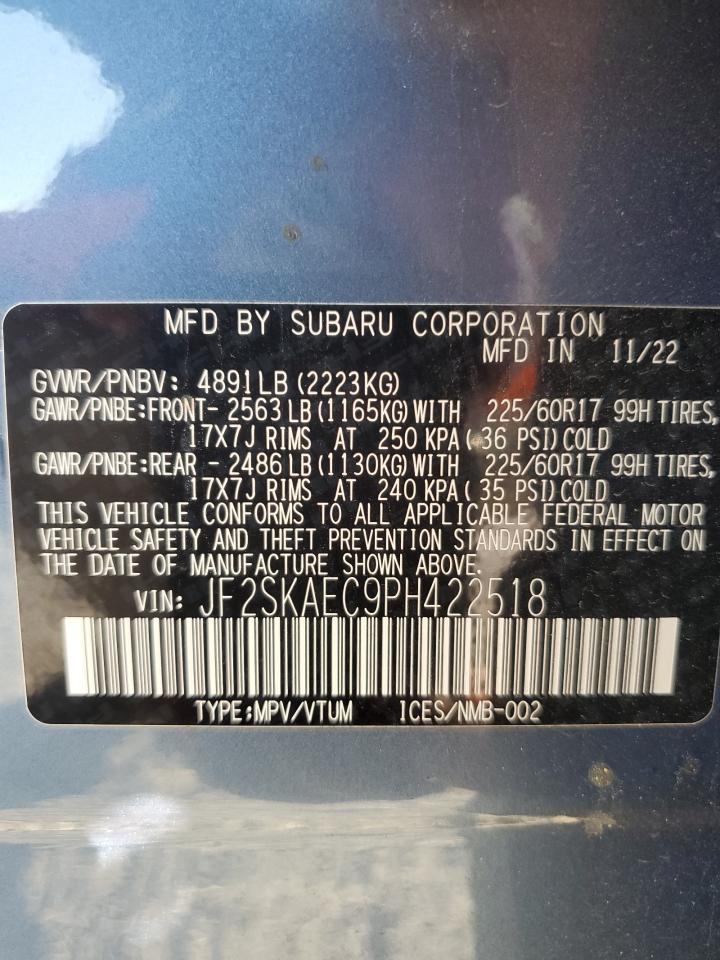 MFD BY SUBARU CORPORATION
MFD IN 11/22
GVWR/PNBV: 4891LB (2223KG)
GAWR/PNBE:FRONT- 2563 LB (1165KG) WITH 225/60R17 99H TIRES,
17X7J RIMS AT 250 KPA ( 36 PSI) COLD
GAWR/PNBE:REAR - 2486 LB (1130KG) WITH 225/60R17 99H TIRES,
17X7J RIMS AT 240 KPA ( 35 PSI) COLD
THIS VEHICLE CONFORMS TO ALL APPLICABLE FEDERAL MOTOR
VEHICLE SAFETY AND THEFT PREVENTION STANDARDS IN EFFECT ON
THE DATE OF MANUFACTURE SHOWN ABOVE.
VIN: JF2SKAEC9PH422518
TYPE:MPV/VTUM ICES/NMB-002